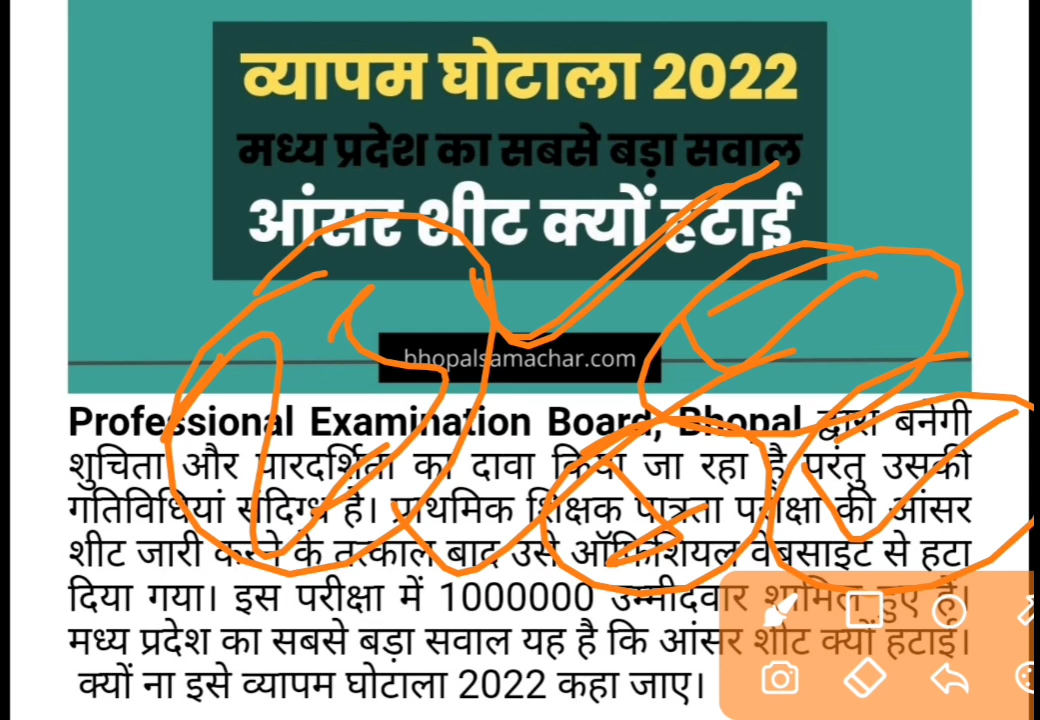 व्यापम घोटाला 2022
मध्य प्रदेश का सबसे बड़ा सवाल
आंसर शीट क्यों हटाई
bhopalsamachar.com
Professional Examination Board, Bhopal द्वारा बनेगी
शुचिता और पारदर्शिता का दावा किया जा रहा है परंतु उसकी
गतिविधियां संदिग्ध है। प्राथमिक शिक्षक पात्रता परीक्षा की आंसर
शीट जारी करने के तत्काल बाद उसे ऑफिशियल वेबसाइट से हटा
दिया गया। इस परीक्षा में 1000000 उम्मीदवार शामिल हुए हैं।
मध्य प्रदेश का सबसे बड़ा सवाल यह है कि आंसर शीट क्यों हटाई।
क्यों ना इसे व्यापम घोटाला 2022 कहा जाए।